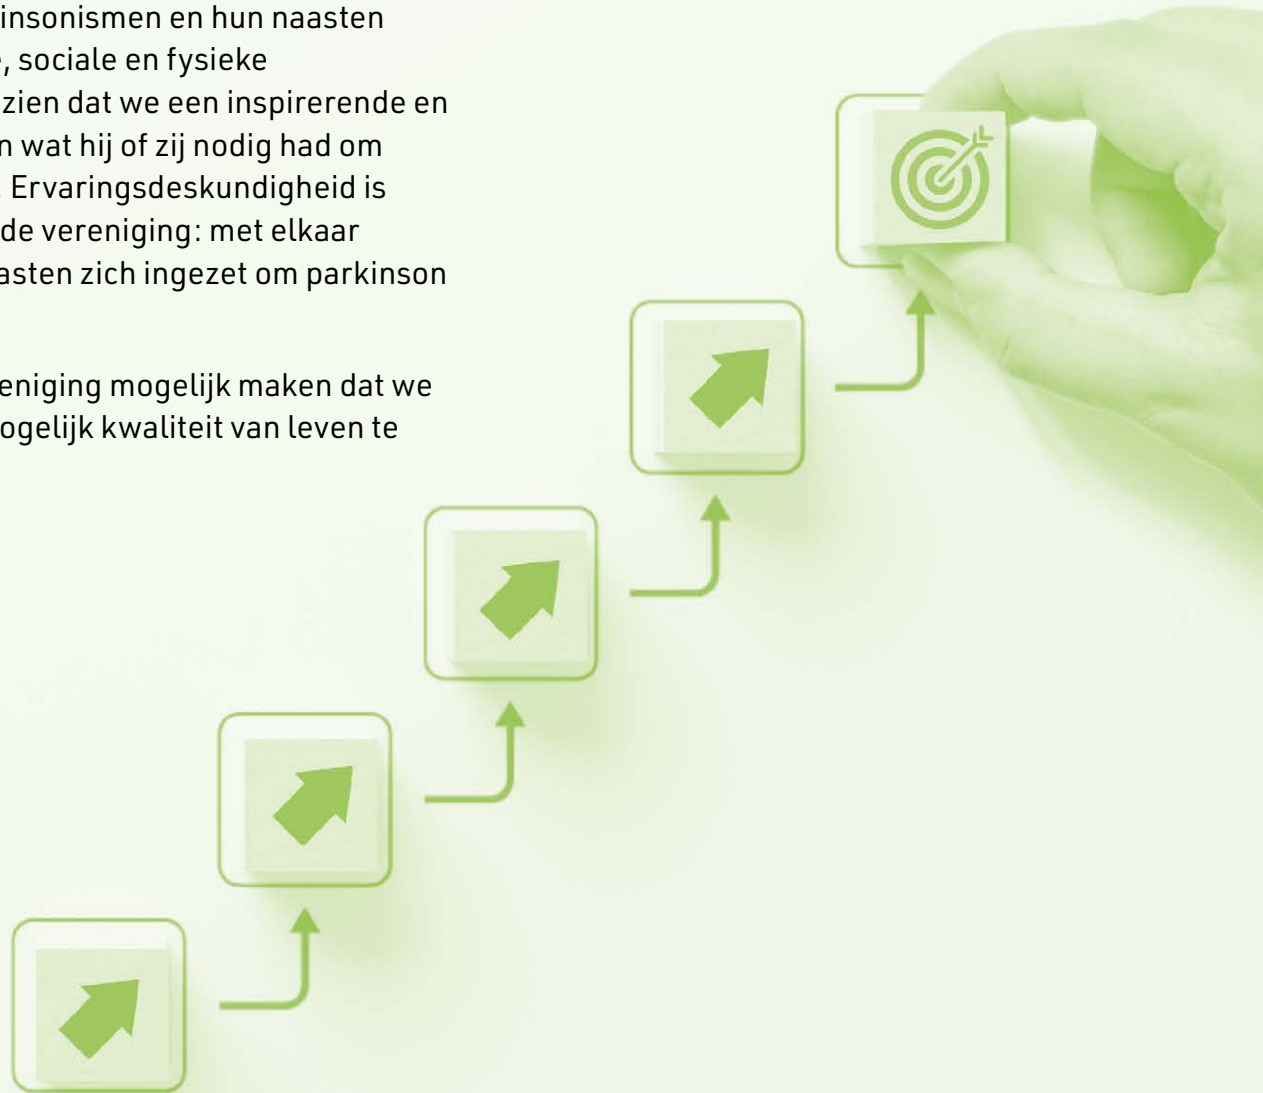 insonismen en hun naasten
, sociale en fysieke
zien dat we een inspirerende en
n wat hij of zij nodig had om
. Ervaringsdeskundigheid is
de vereniging: met elkaar
asten zich ingezet om parkinson
eniging mogelijk maken dat we
ogelijk kwaliteit van leven te